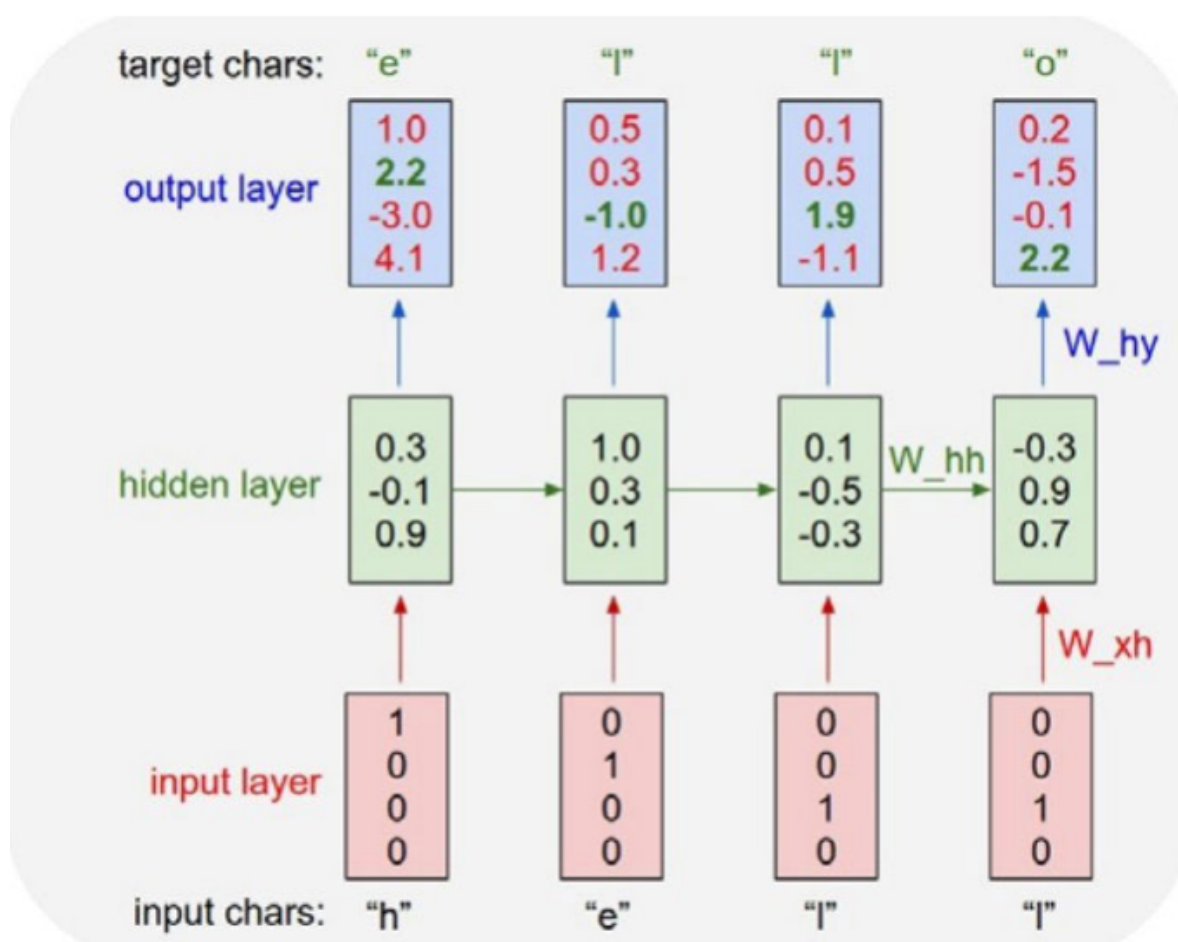 target chars: “e” “l” “l” “o”
output layer
1.0 0.5 0.1 0.2
2.2 0.3 0.5 -1.5
-3.0 -1.0 1.9 -0.1
4.1 1.2 -1.1 2.2
W_hy
hidden layer
0.3 1.0 0.1 -0.3
-0.1 0.3 -0.5 0.9
0.9 0.1 -0.3 0.7
W_hh
W_xh
input layer
1 0 0 0
0 1 0 0
0 0 1 1
0 0 0 0
input chars: “h” “e” “l” “l”